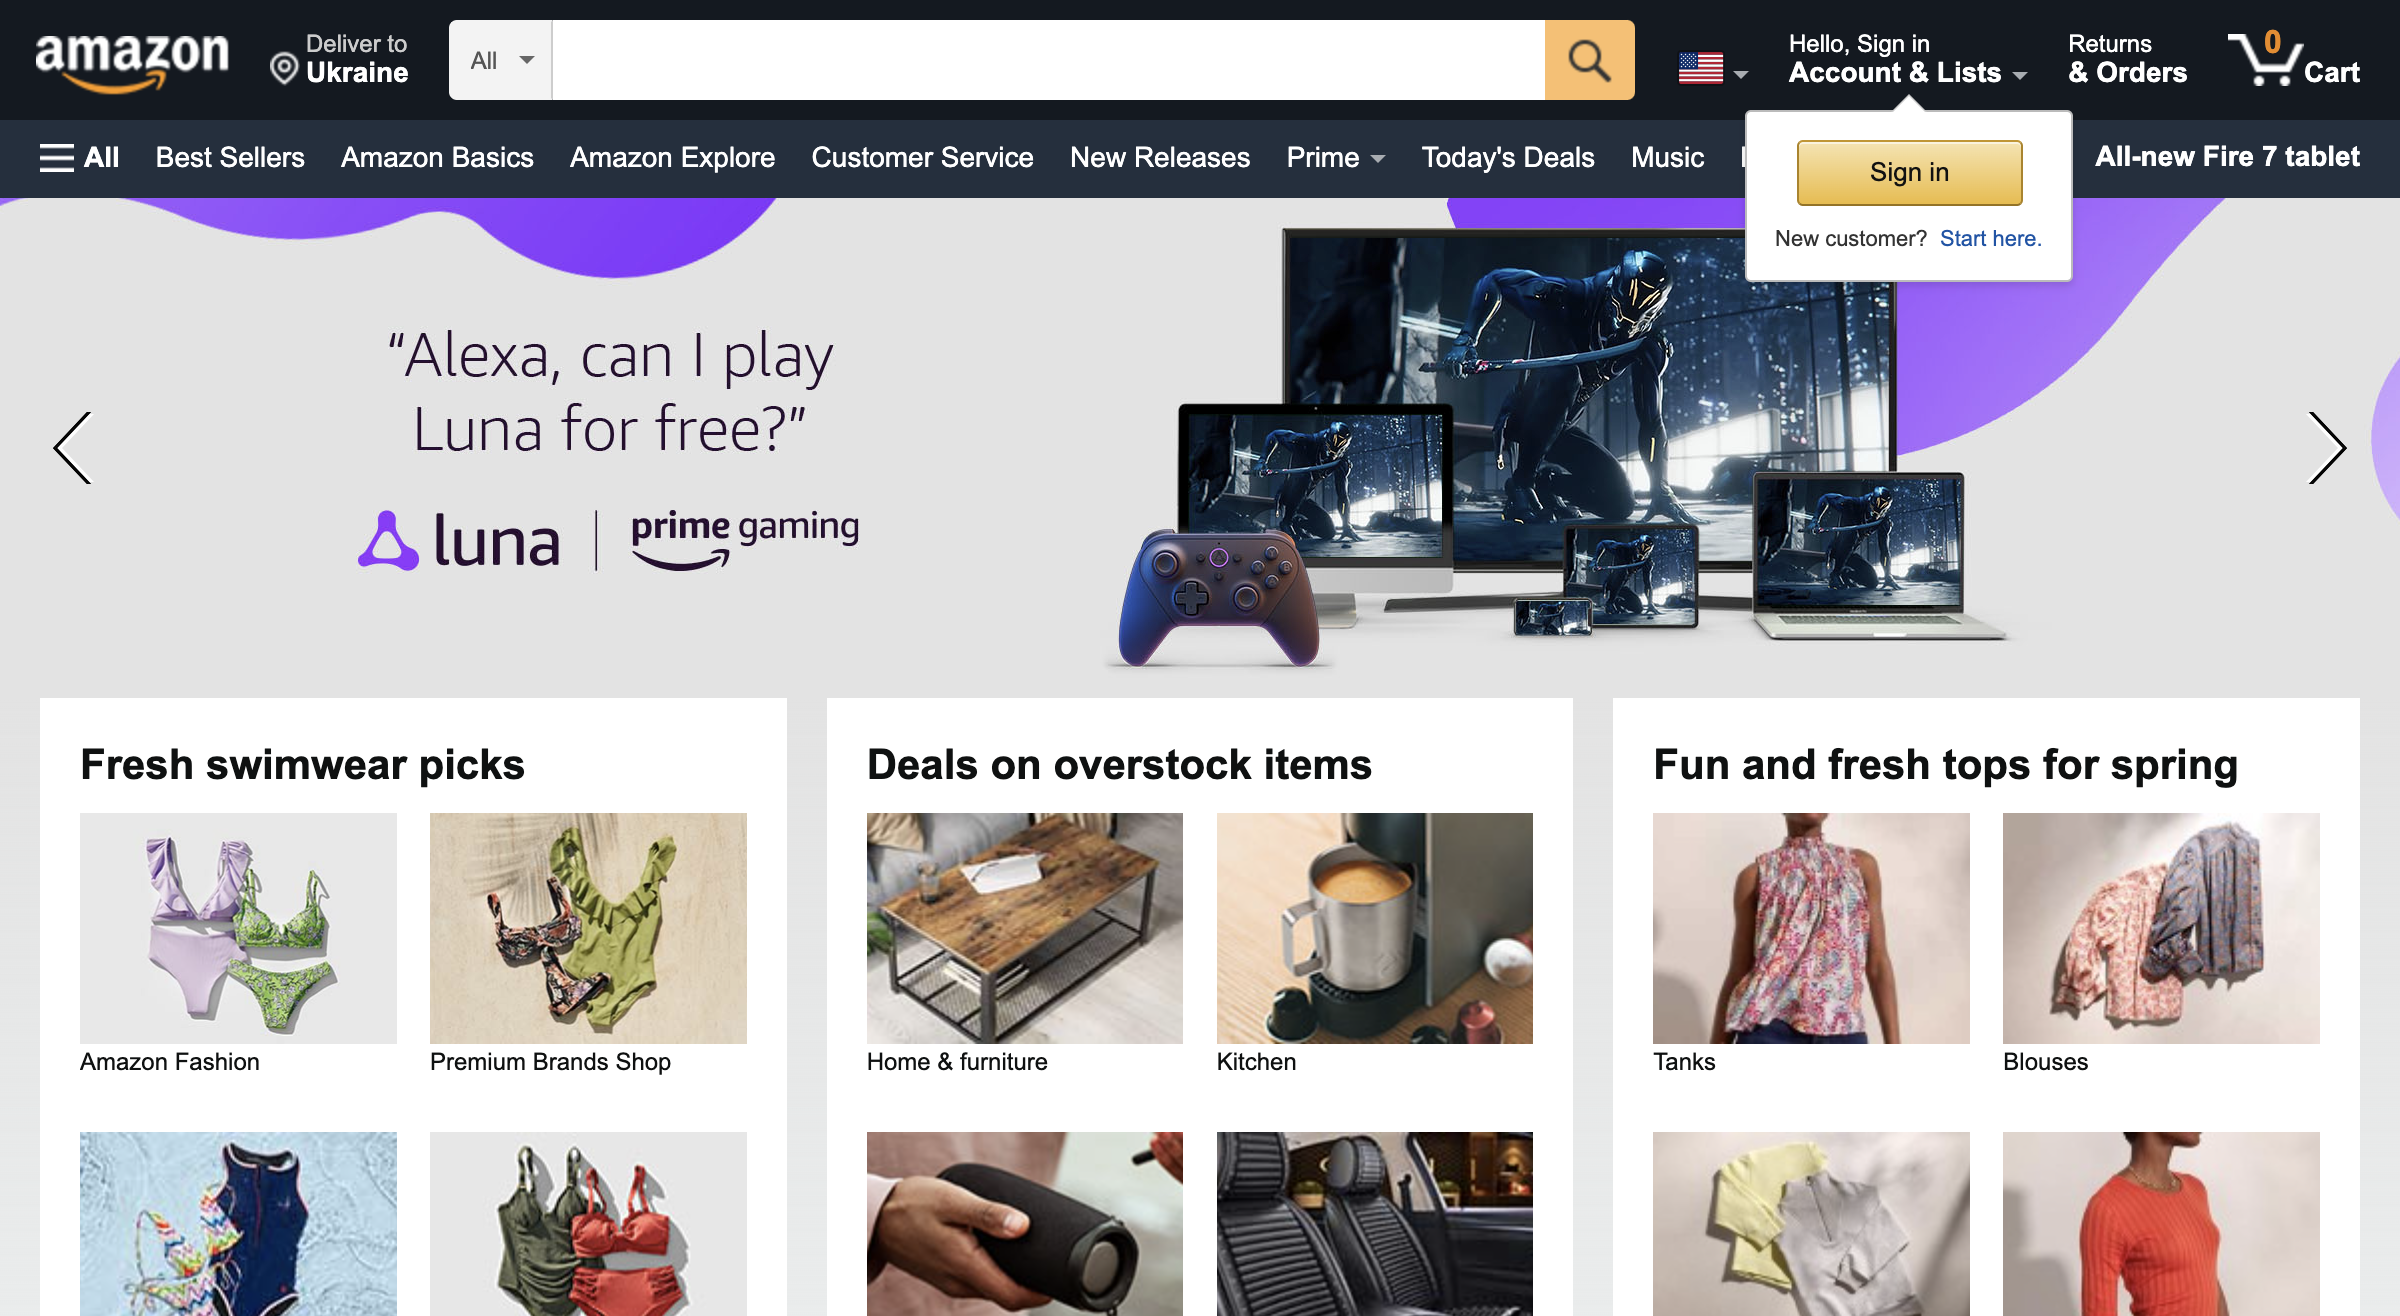 amazon
Deliver to
Ukraine
All
Hello, Sign in
Account & Lists
Returns
& Orders
0
Cart
All
Best Sellers
Amazon Basics
Amazon Explore
Customer Service
New Releases
Prime
Today's Deals
Music
All-new Fire 7 tablet
Sign in
New customer? Start here.
“Alexa, can I play
Luna for free?”
luna
prime gaming
Fresh swimwear picks
Amazon Fashion
Premium Brands Shop
Deals on overstock items
Home & furniture
Kitchen
Fun and fresh tops for spring
Tanks
Blouses